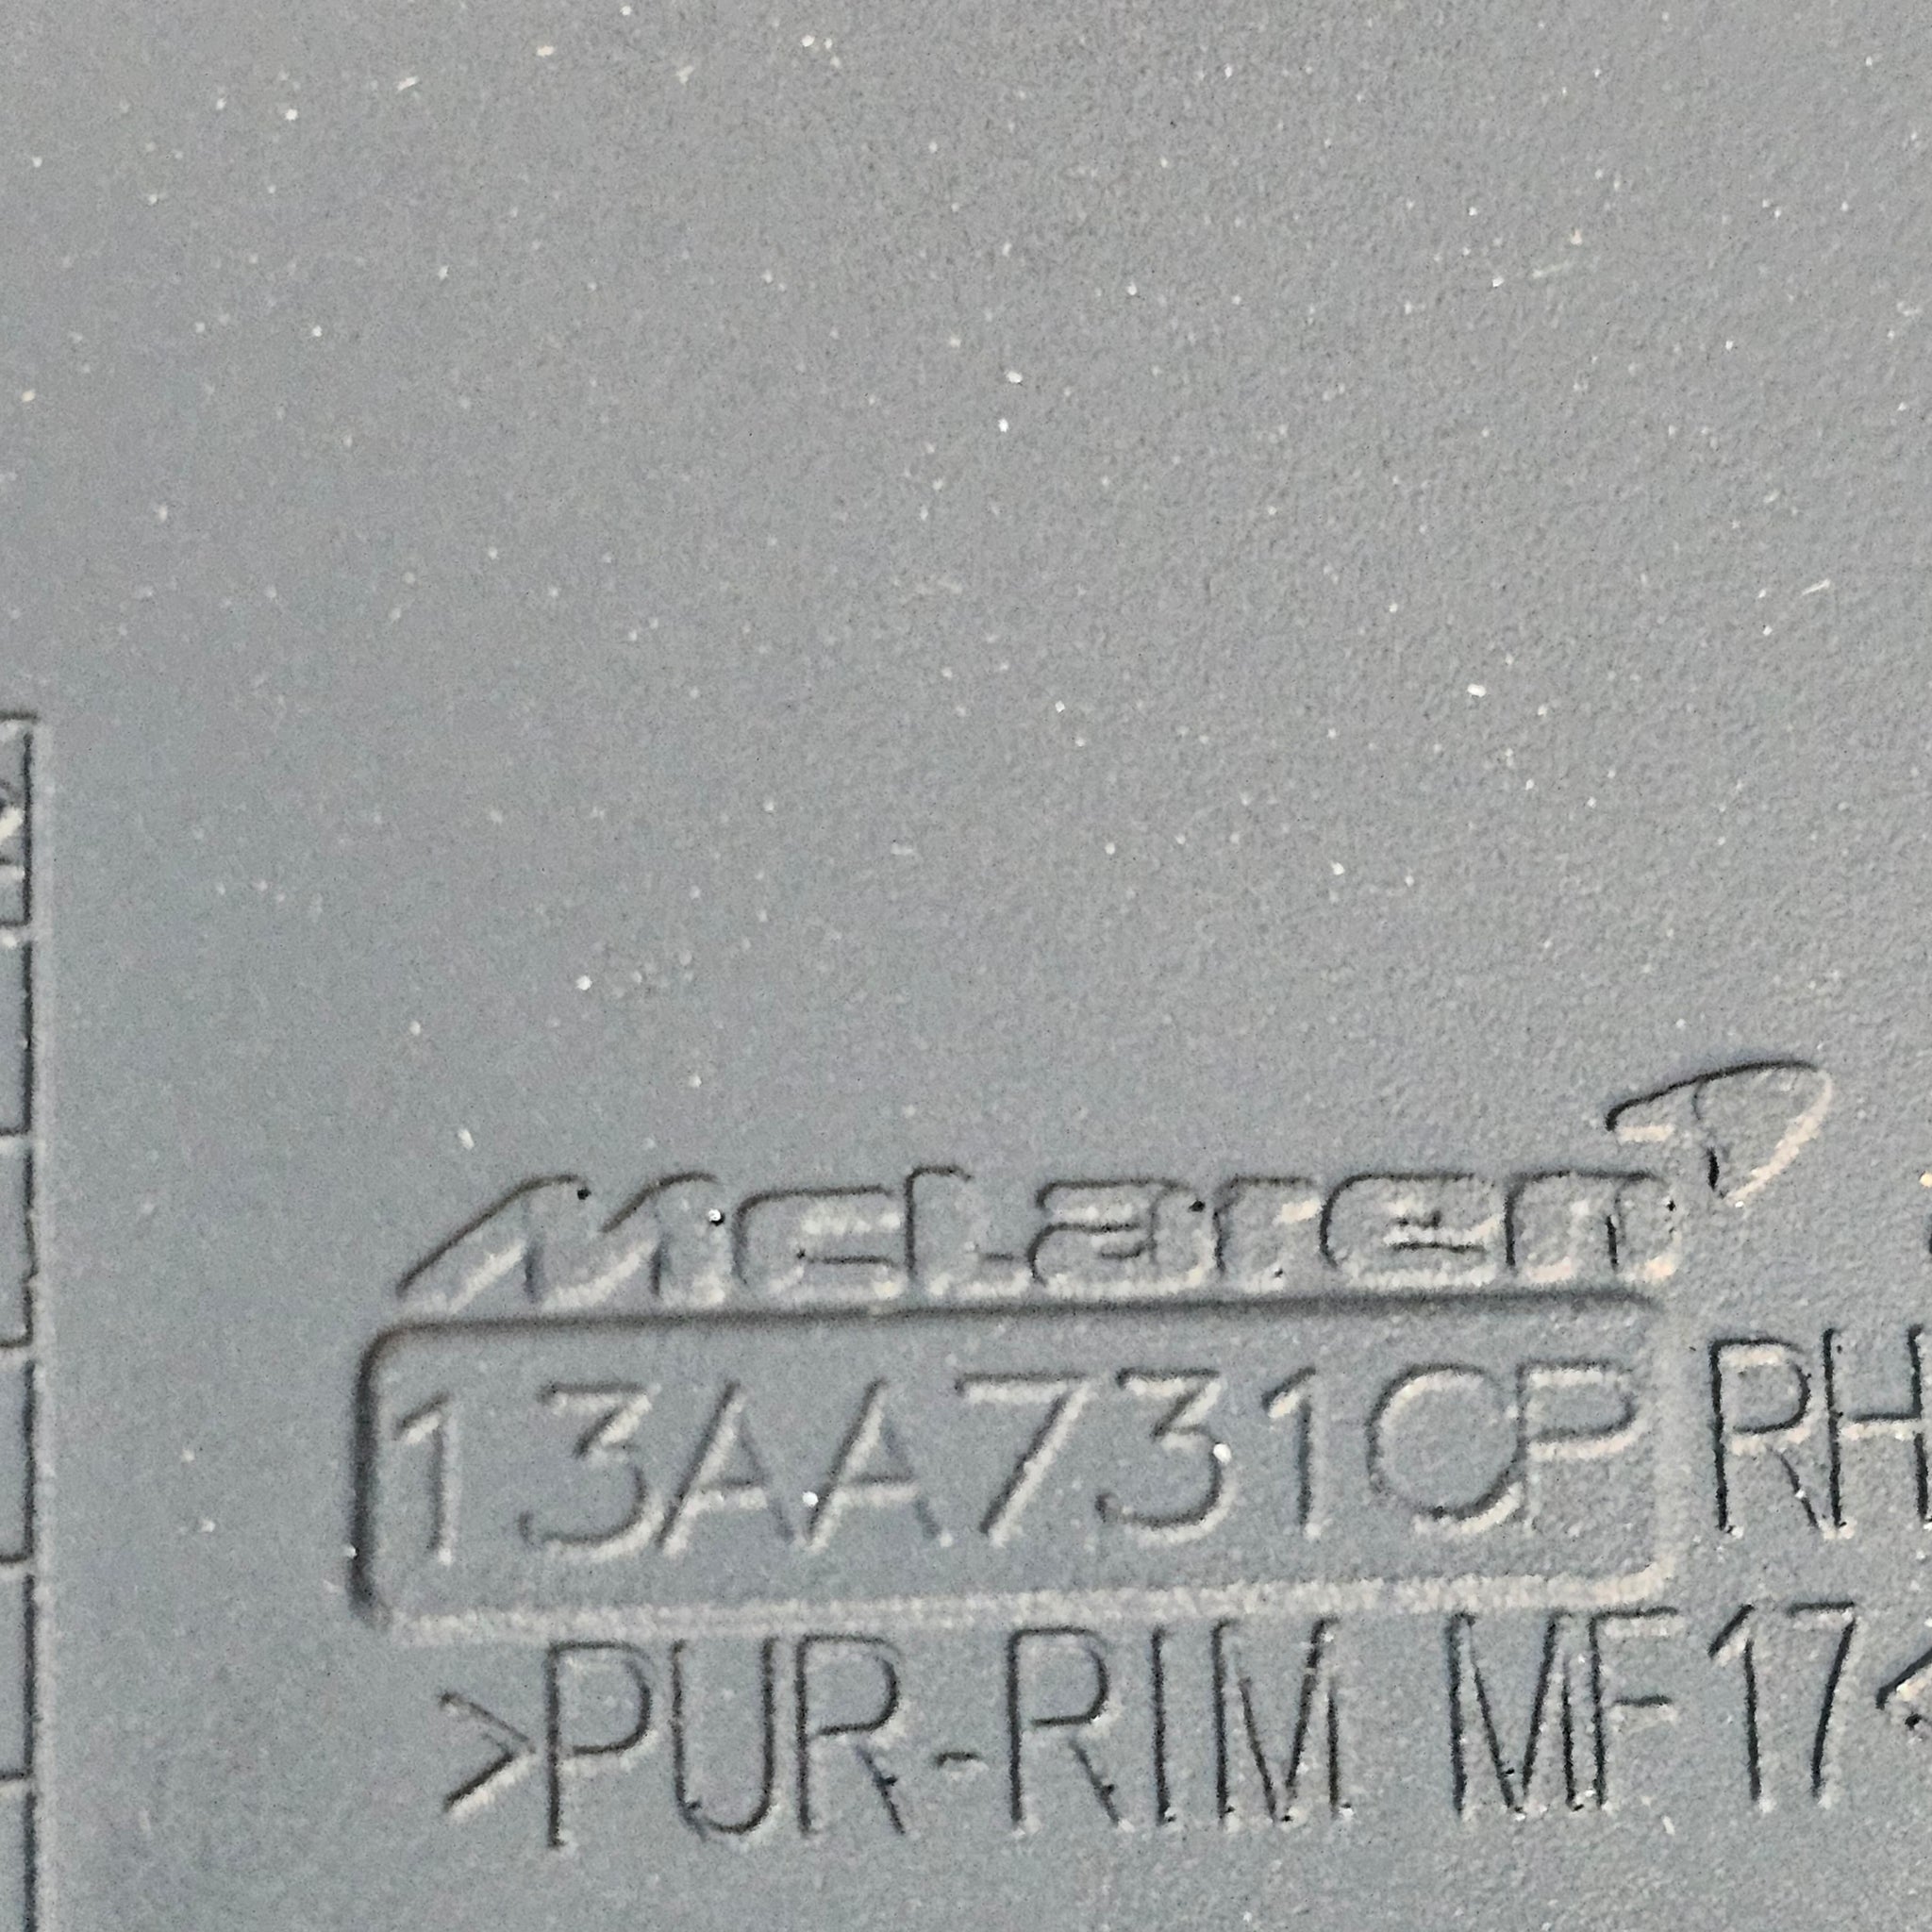 McLaren
13AA731CP RH
>PUR-RIM MF17<